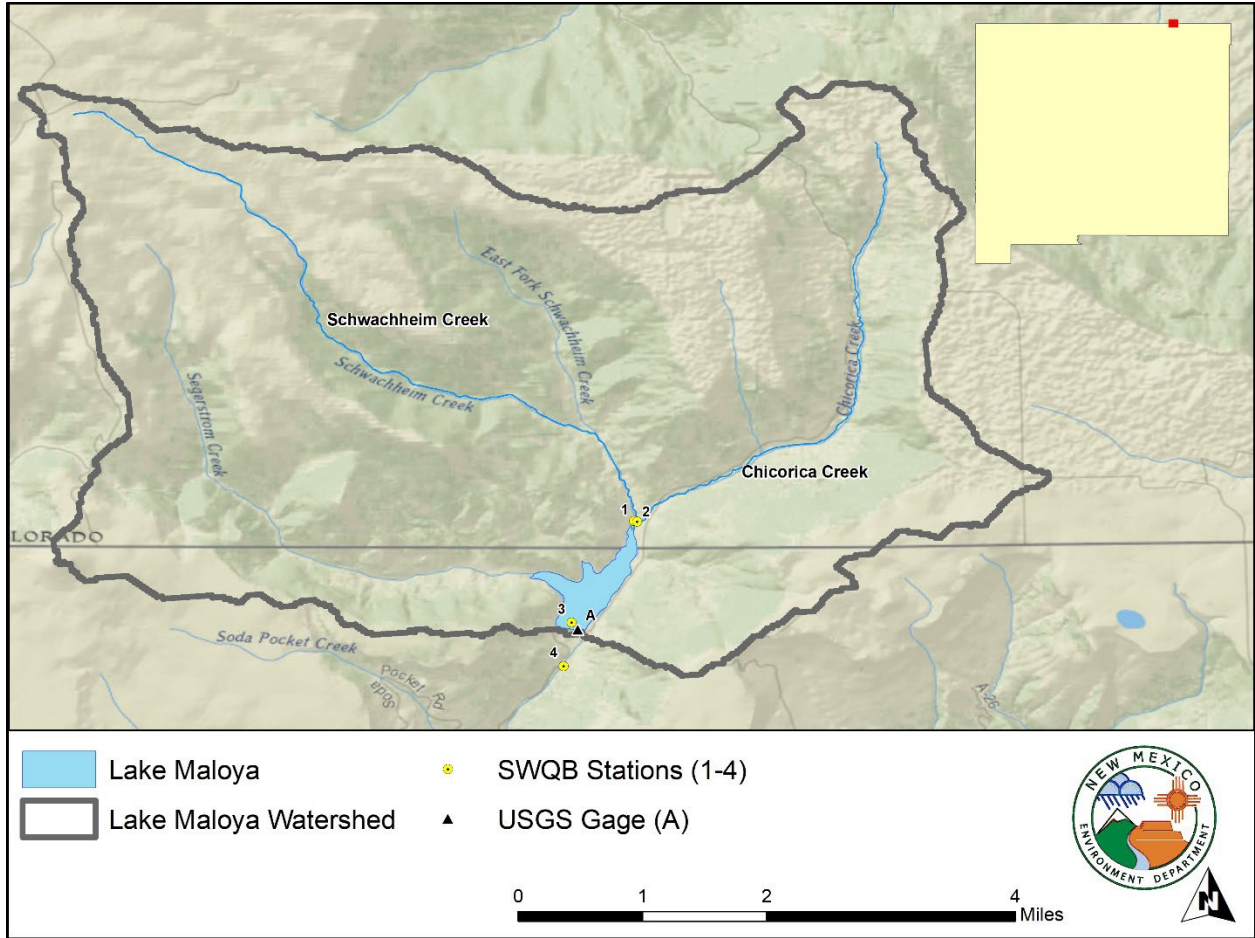 East Fork Schwachheim Creek
Schwachheim Creek
Schwachheim Creek
Segerstrom Creek
Chicorica Creek
Chicorica Creek
1
2
LORADO
3
A
Soda Pocket Creek
4
Soda
Pocket Rd
A-26
Lake Maloya
SWQB Stations (1-4)
Lake Maloya Watershed
USGS Gage (A)
NEW MEXICO
ENVIRONMENT DEPARTMENT
0
1
2
4
Miles
N